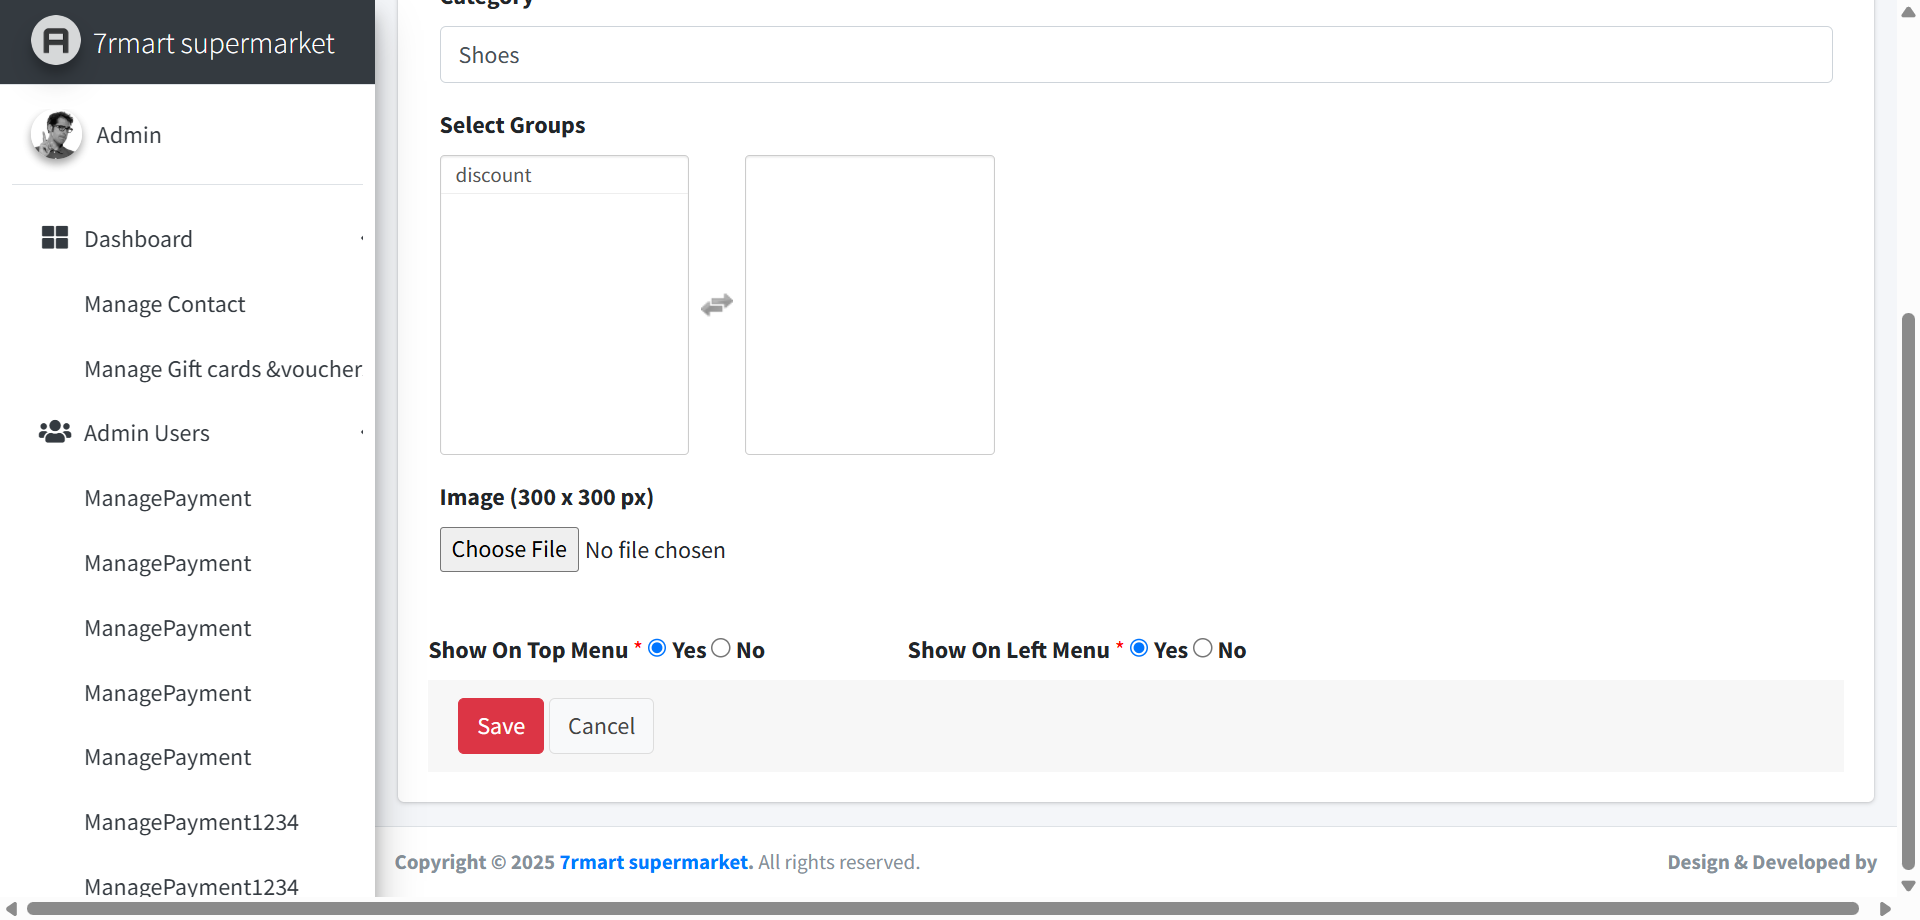 7rmart supermarket
Admin
Dashboard
Manage Contact
Manage Gift cards &voucher
Admin Users
ManagePayment
ManagePayment
ManagePayment
ManagePayment
ManagePayment
ManagePayment1234
ManagePayment1234
Category
Shoes
Select Groups
discount
Image (300 x 300 px)
Choose File No file chosen
Show On Top Menu * Yes No Show On Left Menu * Yes No
Save Cancel
Copyright © 2025 7rmart supermarket. All rights reserved. Design & Developed by